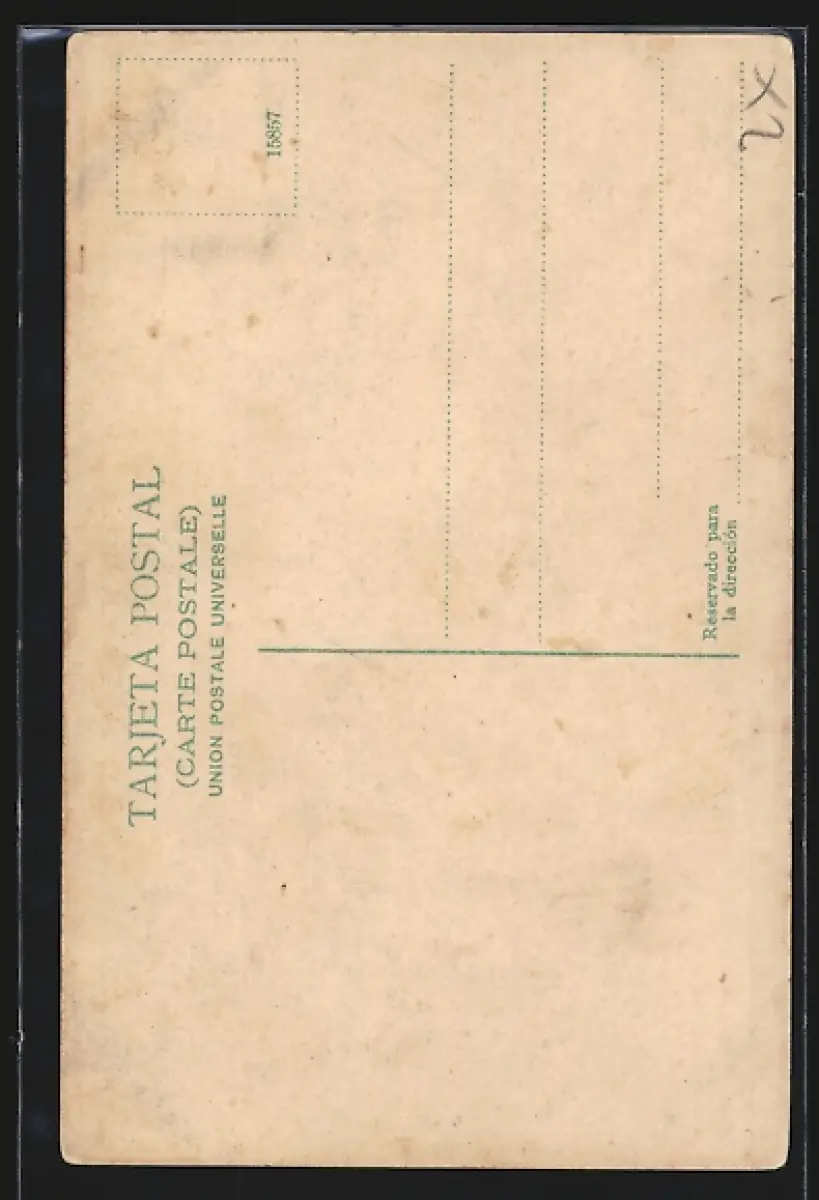 TARJETA POSTAL
(CARTE POSTALE)
UNION POSTALE UNIVERSELLE
15857
Reservado para
la dirección